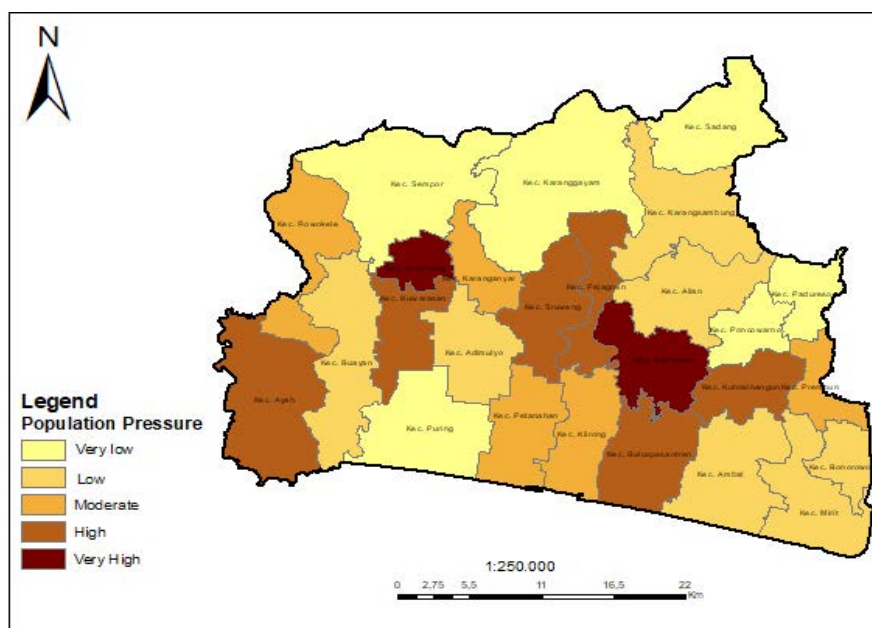 N
Kec. Sadang
Kec. Sempor
Kec. Karanggayam
Kec. Karangsambung
Kec. Rowokele
Kec. Karanganyar
Kec. Pejagoan
Kec. Alian
Kec. Padureso
Kec. Kuwarasan
Kec. Sruweng
Kec. Poncowarno
Kec. Adimulyo
Kec. Buayan
Kec. Ayah
Kec. Kutowinangun
Kec. Prembun
Kec. Petanahan
Kec. Klirong
Kec. Puring
Kec. Buluspesantren
Kec. Ambal
Kec. Bonorowo
Kec. Mirit
Legend
Population Pressure
Very low
Low
Moderate
High
Very High
1:250.000
0 2,75 5,5 11 16,5 22
Km